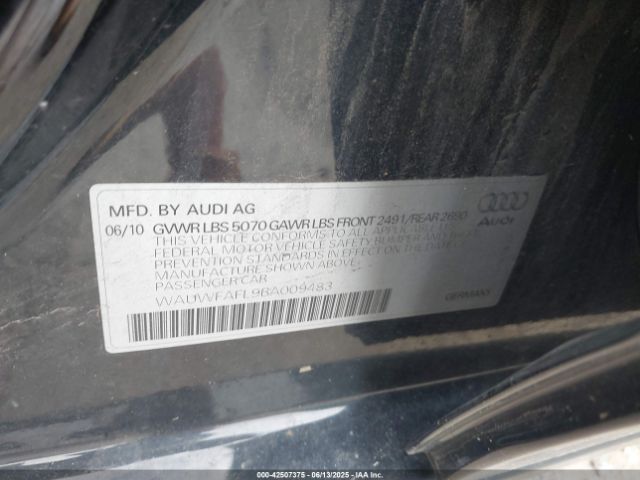 MFD. BY AUDI AG
06/10 GVWR LBS 5070 GAWR LBS FRONT 2491/REAR 2690
THIS VEHICLE CONFORMS TO ALL APPLICABLE
FEDERAL MOTOR VEHICLE SAFETY BUMPER AND THEFT
PREVENTION STANDARDS IN EFFECT ON THE DATE OF
MANUFACTURE SHOWN ABOVE
PASSENGER CAR
WAUWFAFL9BA009483
GERMANY
Audi
000-42507375 - 06/13/2025 - IAAI.COM